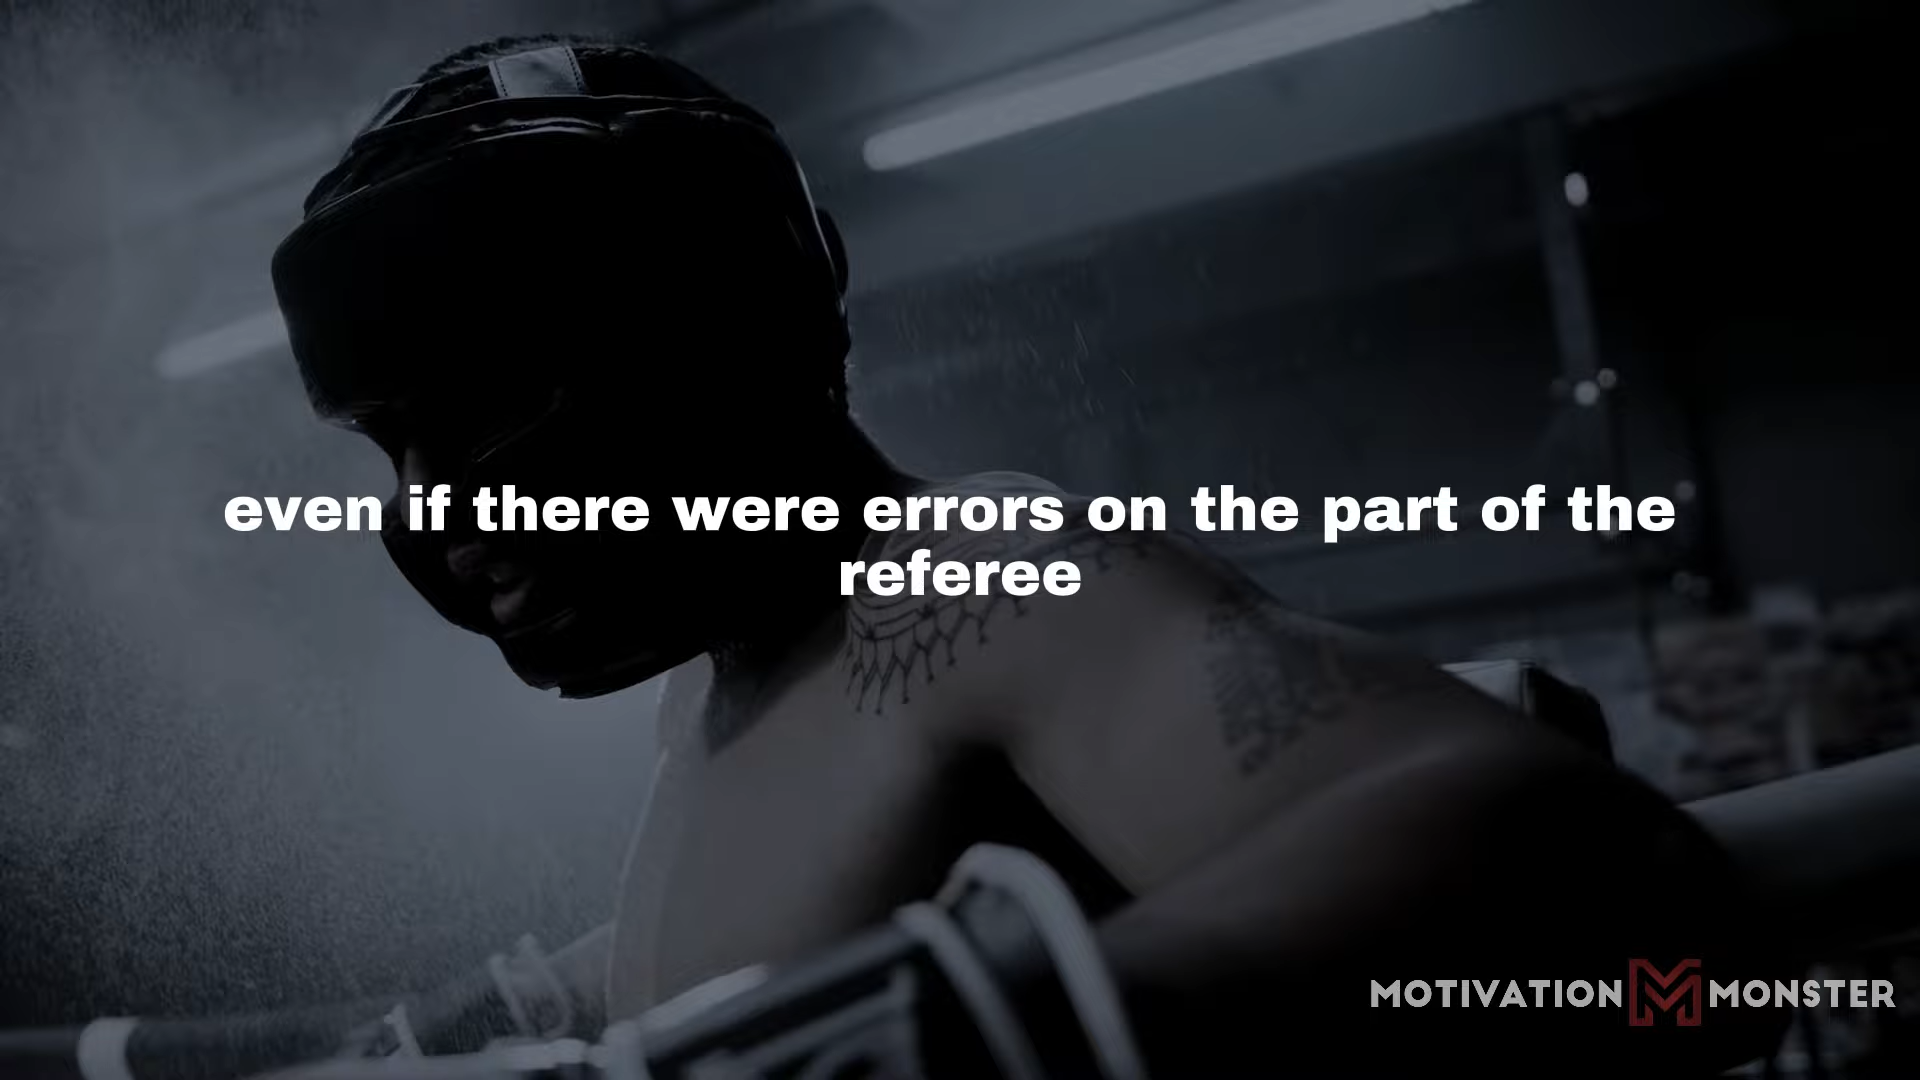 even if there were errors on the part of the
referee
MOTIVATION M MONSTER